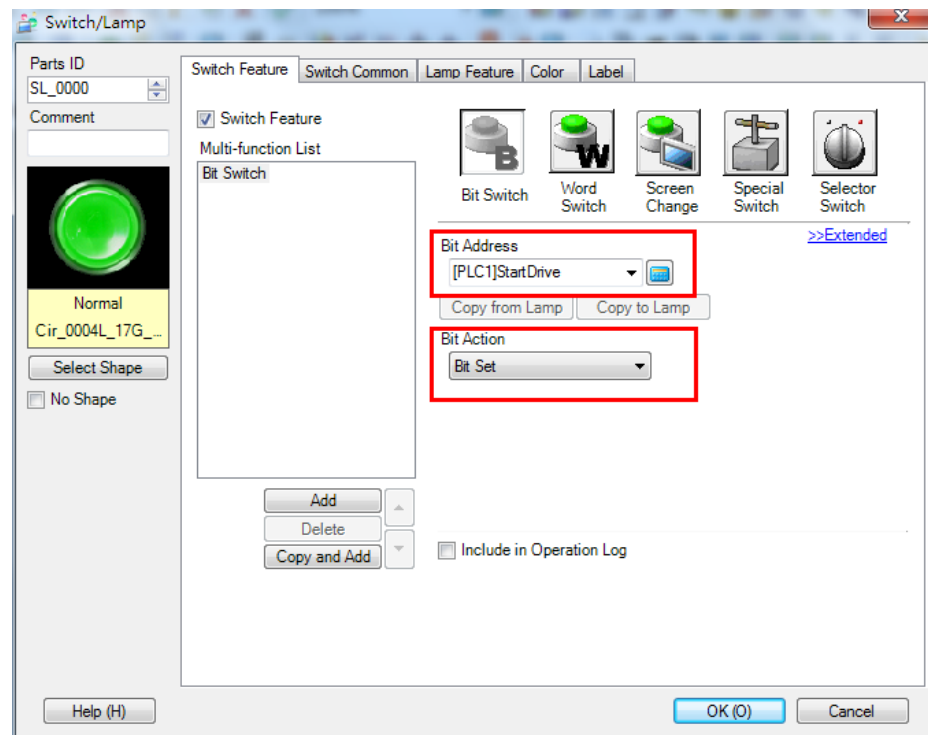 Switch/Lamp
X
Parts ID
SL_0000
Comment
Normal
Cir_0004L_17G_...
Select Shape
No Shape
Switch Feature
Switch Common
Lamp Feature
Color
Label
Switch Feature
Multi-function List
Bit Switch
Add
Delete
Copy and Add
B
W
Bit Switch
Word
Switch
Screen
Change
Special
Switch
Selector
Switch
>>Extended
Bit Address
[PLC1]StartDrive
Copy from Lamp
Copy to Lamp
Bit Action
Bit Set
Include in Operation Log
Help (H)
OK (O)
Cancel